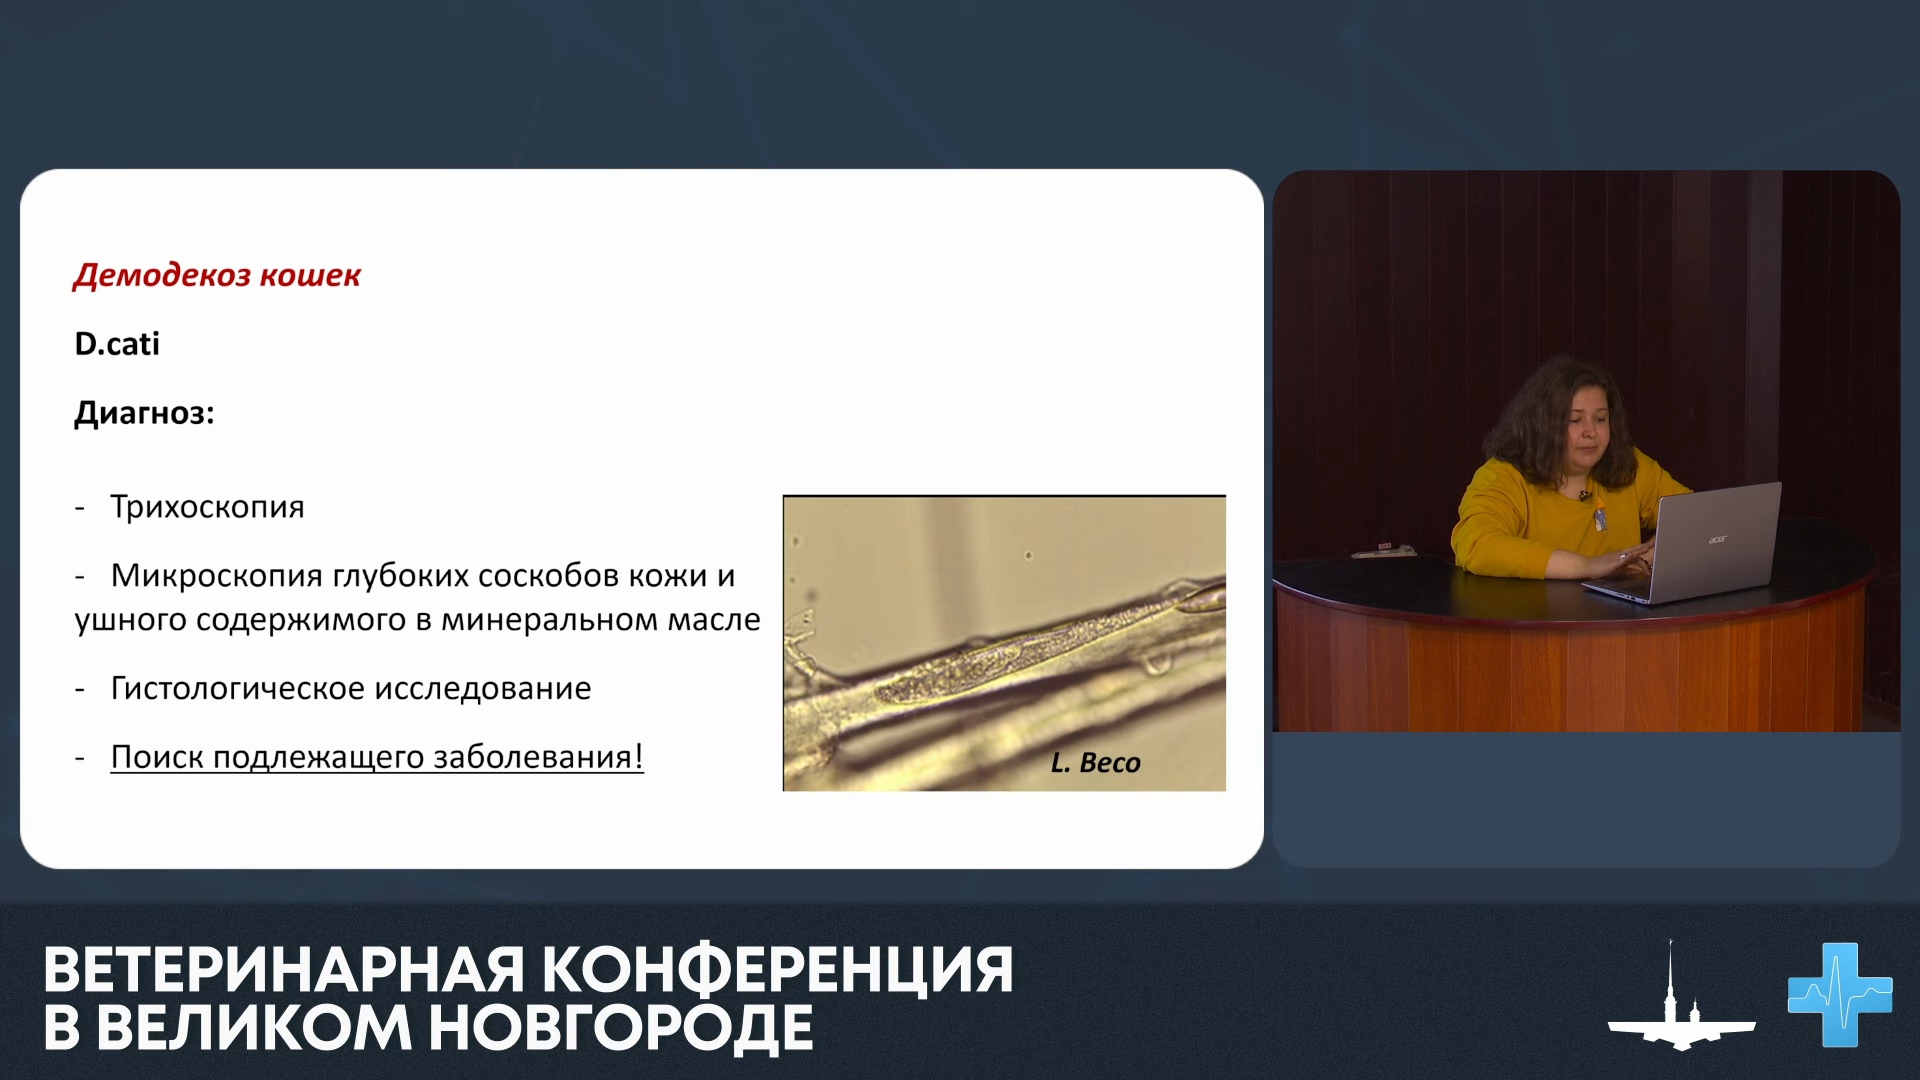 Демодекоз кошек
D.cati
Диагноз:
- Трихоскопия
- Микроскопия глубоких соскобов кожи и
ушного содержимого в минеральном масле
- Гистологическое исследование
- Поиск подлежащего заболевания!
L. Beco
acer
ВЕТЕРИНАРНАЯ КОНФЕРЕНЦИЯ
В ВЕЛИКОМ НОВГОРОДЕ